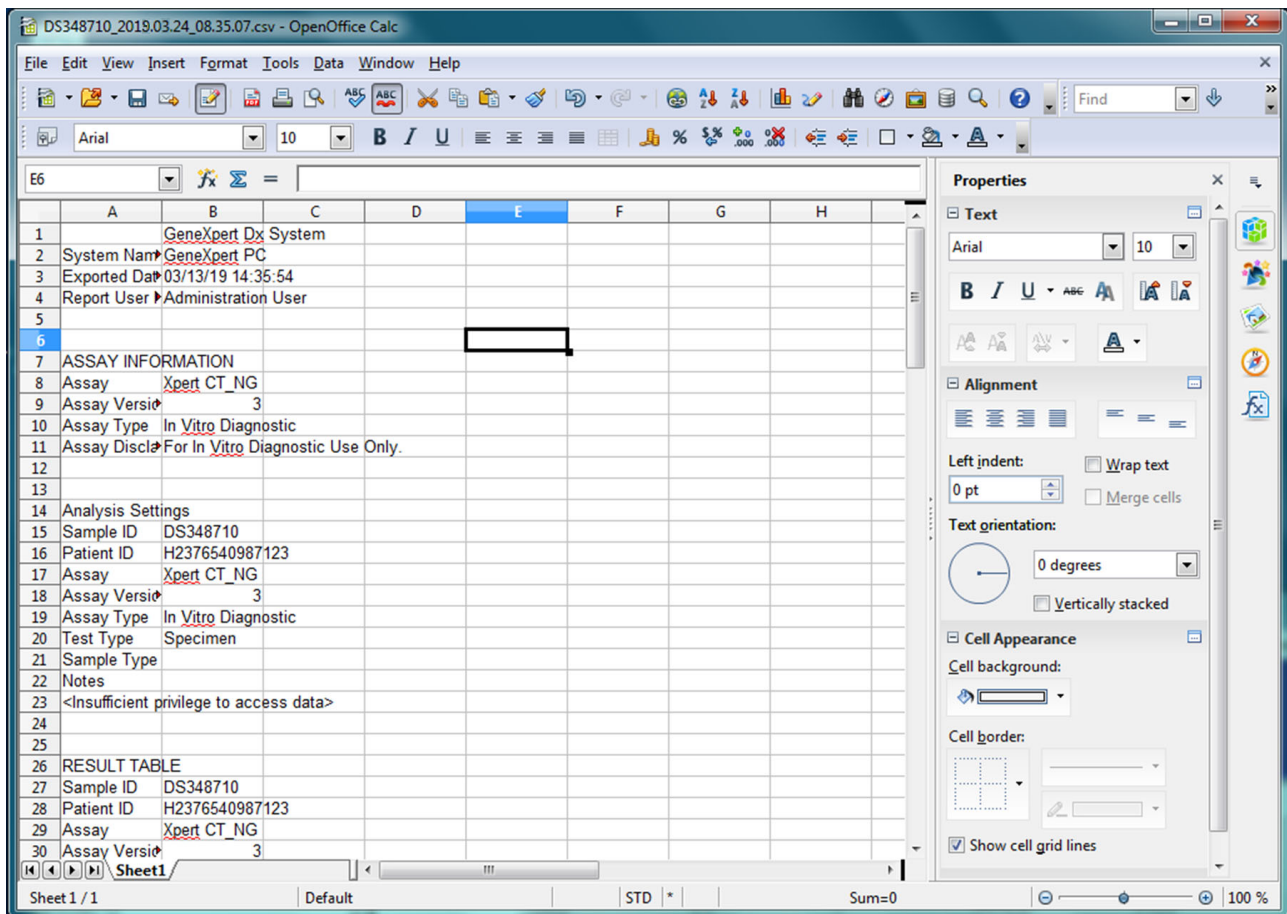 DS348710_2019.03.24_08.35.07.csv - OpenOffice Calc
File Edit View Insert Format Tools Data Window Help
Find
Arial 10
E6
A B C D E F G H
1 GeneXpert Dx System
2 System Nam GeneXpert PC
3 Exported Dat 03/13/19 14:35:54
4 Report User Administration User
5
6
7 ASSAY INFORMATION
8 Assay Xpert CT_NG
9 Assay Versio 3
10 Assay Type In Vitro Diagnostic
11 Assay Discla For In Vitro Diagnostic Use Only.
12
13
14 Analysis Settings
15 Sample ID DS348710
16 Patient ID H2376540987123
17 Assay Xpert CT_NG
18 Assay Versio 3
19 Assay Type In Vitro Diagnostic
20 Test Type Specimen
21 Sample Type
22 Notes
23 <Insufficient privilege to access data>
24
25
26 RESULT TABLE
27 Sample ID DS348710
28 Patient ID H2376540987123
29 Assay Xpert CT_NG
30 Assay Versio 3
Sheet1
Sheet 1 / 1 Default STD * Sum=0 100 %
Properties
Text
Arial 10
B I U ABC
Alignment
Left indent:
Wrap text
0 pt
Merge cells
Text orientation:
0 degrees
Vertically stacked
Cell Appearance
Cell background:
Cell border:
Show cell grid lines